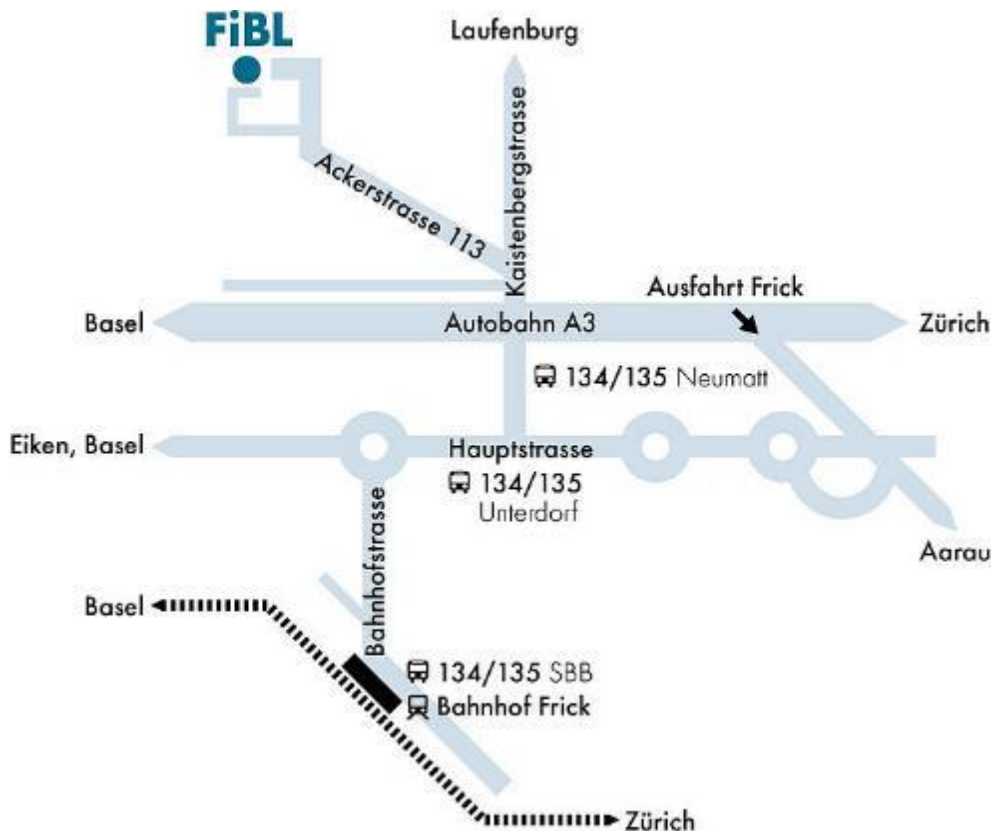 FiBL
Laufenburg
Kaistenbergstrasse
Ackerstrasse 113
Ausfahrt Frick
Basel
Autobahn A3
Zürich
134/135 Neumatt
Eiken, Basel
Hauptstrasse
134/135
Unterdorf
Aarau
Bahnhofstrasse
Basel
134/135 SBB
Bahnhof Frick
Zürich